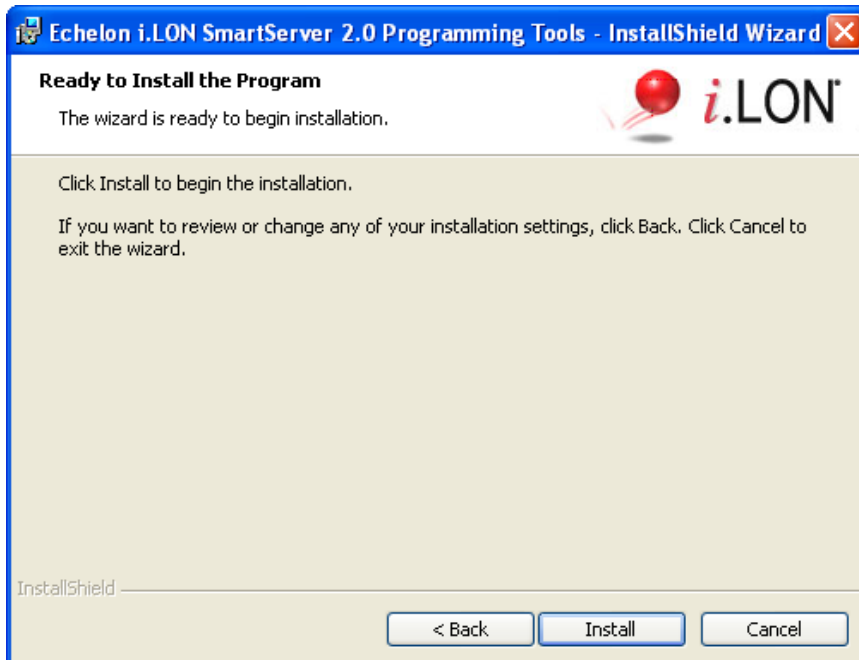 Echelon i.LON SmartServer 2.0 Programming Tools - InstallShield Wizard
Ready to Install the Program
The wizard is ready to begin installation.
i.LON
Click Install to begin the installation.
If you want to review or change any of your installation settings, click Back. Click Cancel to
exit the wizard.
InstallShield
< Back
Install
Cancel